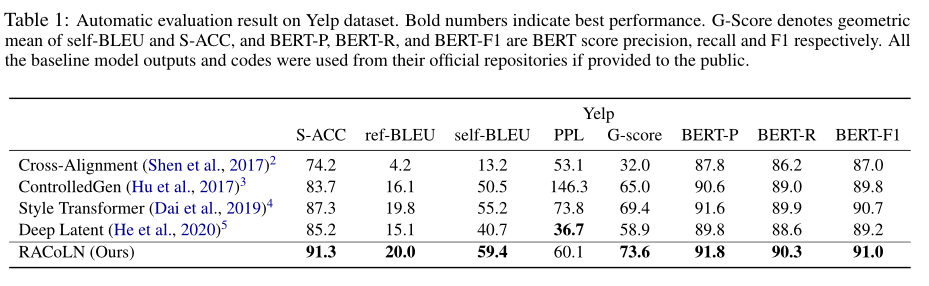 Table 1: Automatic evaluation result on Yelp dataset. Bold numbers indicate best performance. G-Score denotes geometric
mean of self-BLEU and S-ACC, and BERT-P, BERT-R, and BERT-F1 are BERT score precision, recall and F1 respectively. All
the baseline model outputs and codes were used from their official repositories if provided to the public.
Yelp
S-ACC ref-BLEU self-BLEU PPL G-score BERT-P BERT-R BERT-F1
Cross-Alignment (Shen et al., 2017)2 74.2 4.2 13.2 53.1 32.0 87.8 86.2 87.0
ControlledGen (Hu et al., 2017)3 83.7 16.1 50.5 146.3 65.0 90.6 89.0 89.8
Style Transformer (Dai et al., 2019)4 87.3 19.8 55.2 73.8 69.4 91.6 89.9 90.7
Deep Latent (He et al., 2020)5 85.2 15.1 40.7 36.7 58.9 89.8 88.6 89.2
RACoLN (Ours) 91.3 20.0 59.4 60.1 73.6 91.8 90.3 91.0